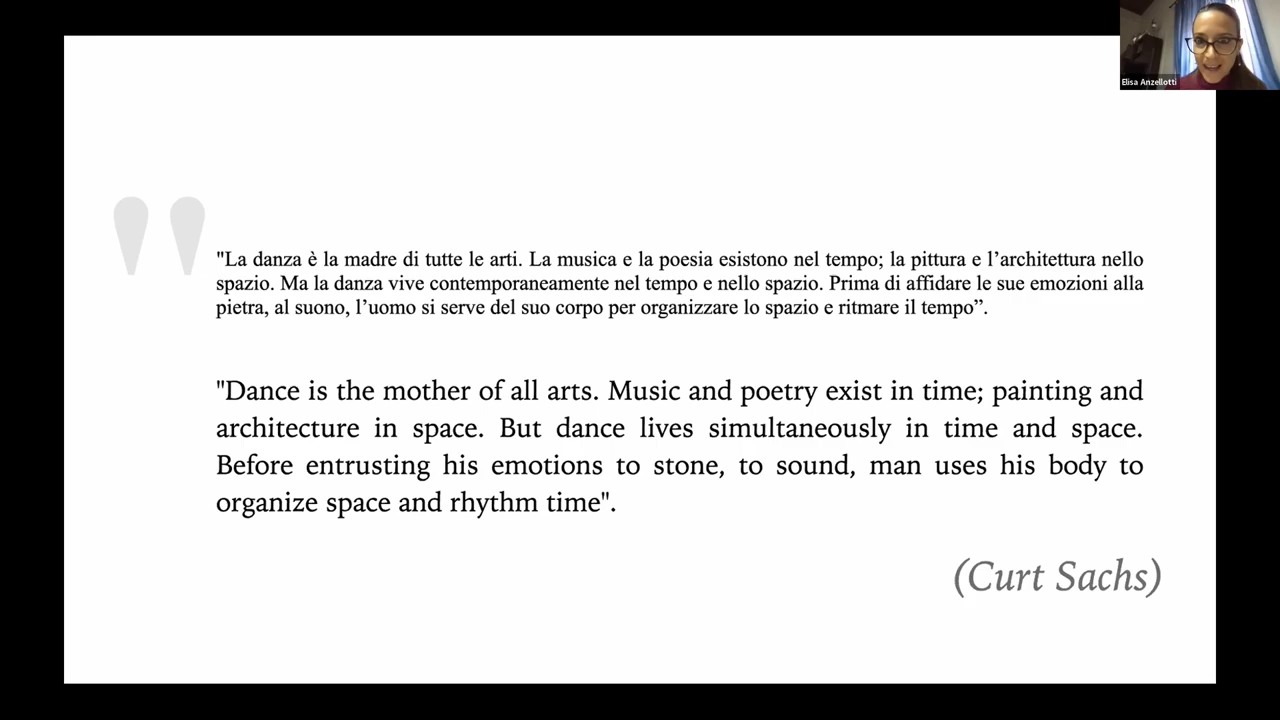 Elisa Anzellotti
"La danza è la madre di tutte le arti. La musica e la poesia esistono nel tempo; la pittura e l’architettura nello
spazio. Ma la danza vive contemporaneamente nel tempo e nello spazio. Prima di affidare le sue emozioni alla
pietra, al suono, l’uomo si serve del suo corpo per organizzare lo spazio e ritmare il tempo”.
"Dance is the mother of all arts. Music and poetry exist in time; painting and
architecture in space. But dance lives simultaneously in time and space.
Before entrusting his emotions to stone, to sound, man uses his body to
organize space and rhythm time".
(Curt Sachs)